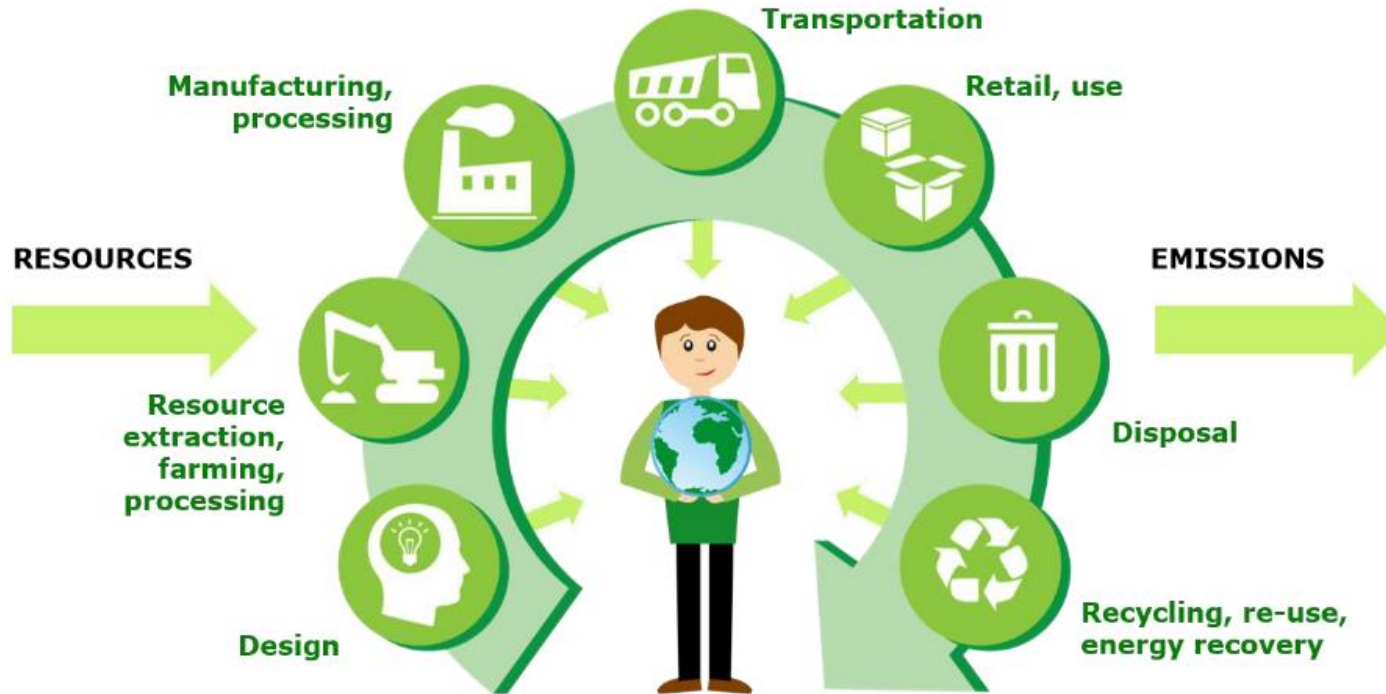 Transportation
Manufacturing,
processing
Retail, use
RESOURCES
EMISSIONS
Resource
extraction,
farming,
processing
Disposal
Design
Recycling, re-use,
energy recovery